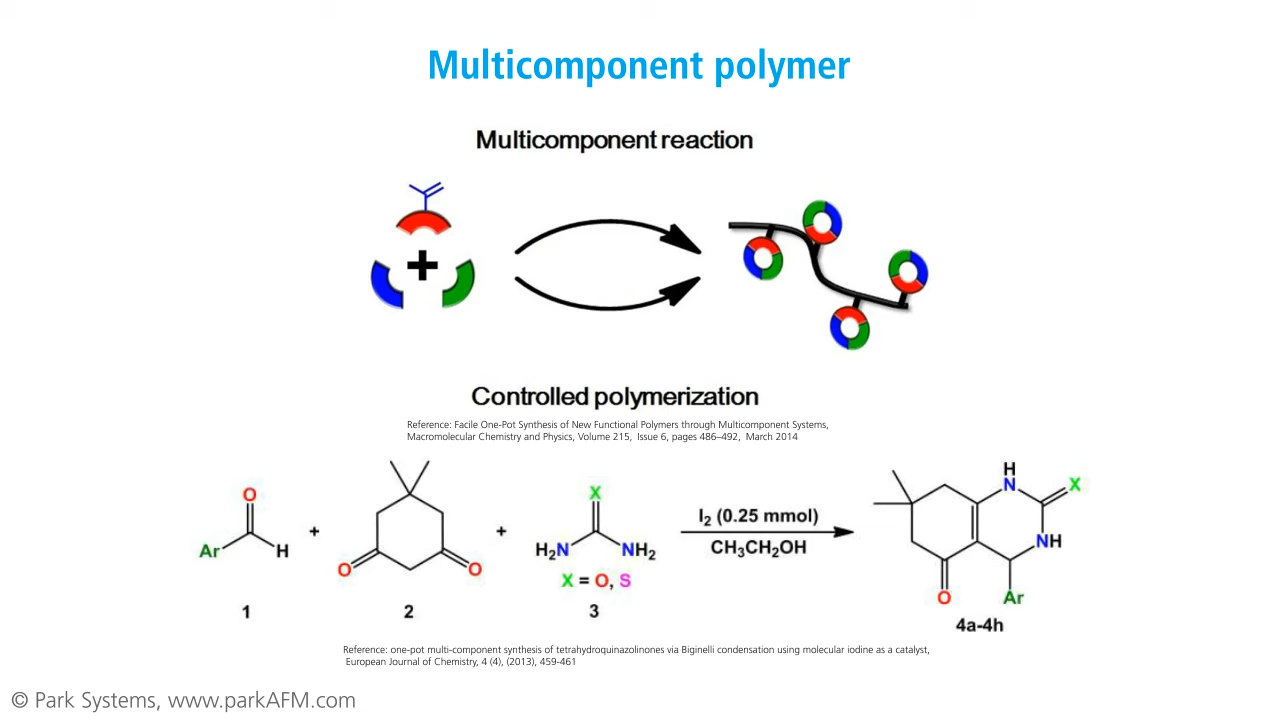 Multicomponent polymer
Multicomponent reaction
+
Controlled polymerization
Reference: Facile One-Pot Synthesis of New Functional Polymers through Multicomponent Systems,
Macromolecular Chemistry and Physics, Volume 215, Issue 6, pages 486–492, March 2014
O
Ar
H
1
+
O
O
2
+
X
H₂N
NH₂
X = O, S
3
I₂ (0.25 mmol)
CH₃CH₂OH
H
N
X
NH
O
Ar
4a-4h
Reference: one-pot multi-component synthesis of tetrahydroquinazolinones via Biginelli condensation using molecular iodine as a catalyst,
European Journal of Chemistry, 4 (4), (2013), 459-461
© Park Systems, www.parkAFM.com